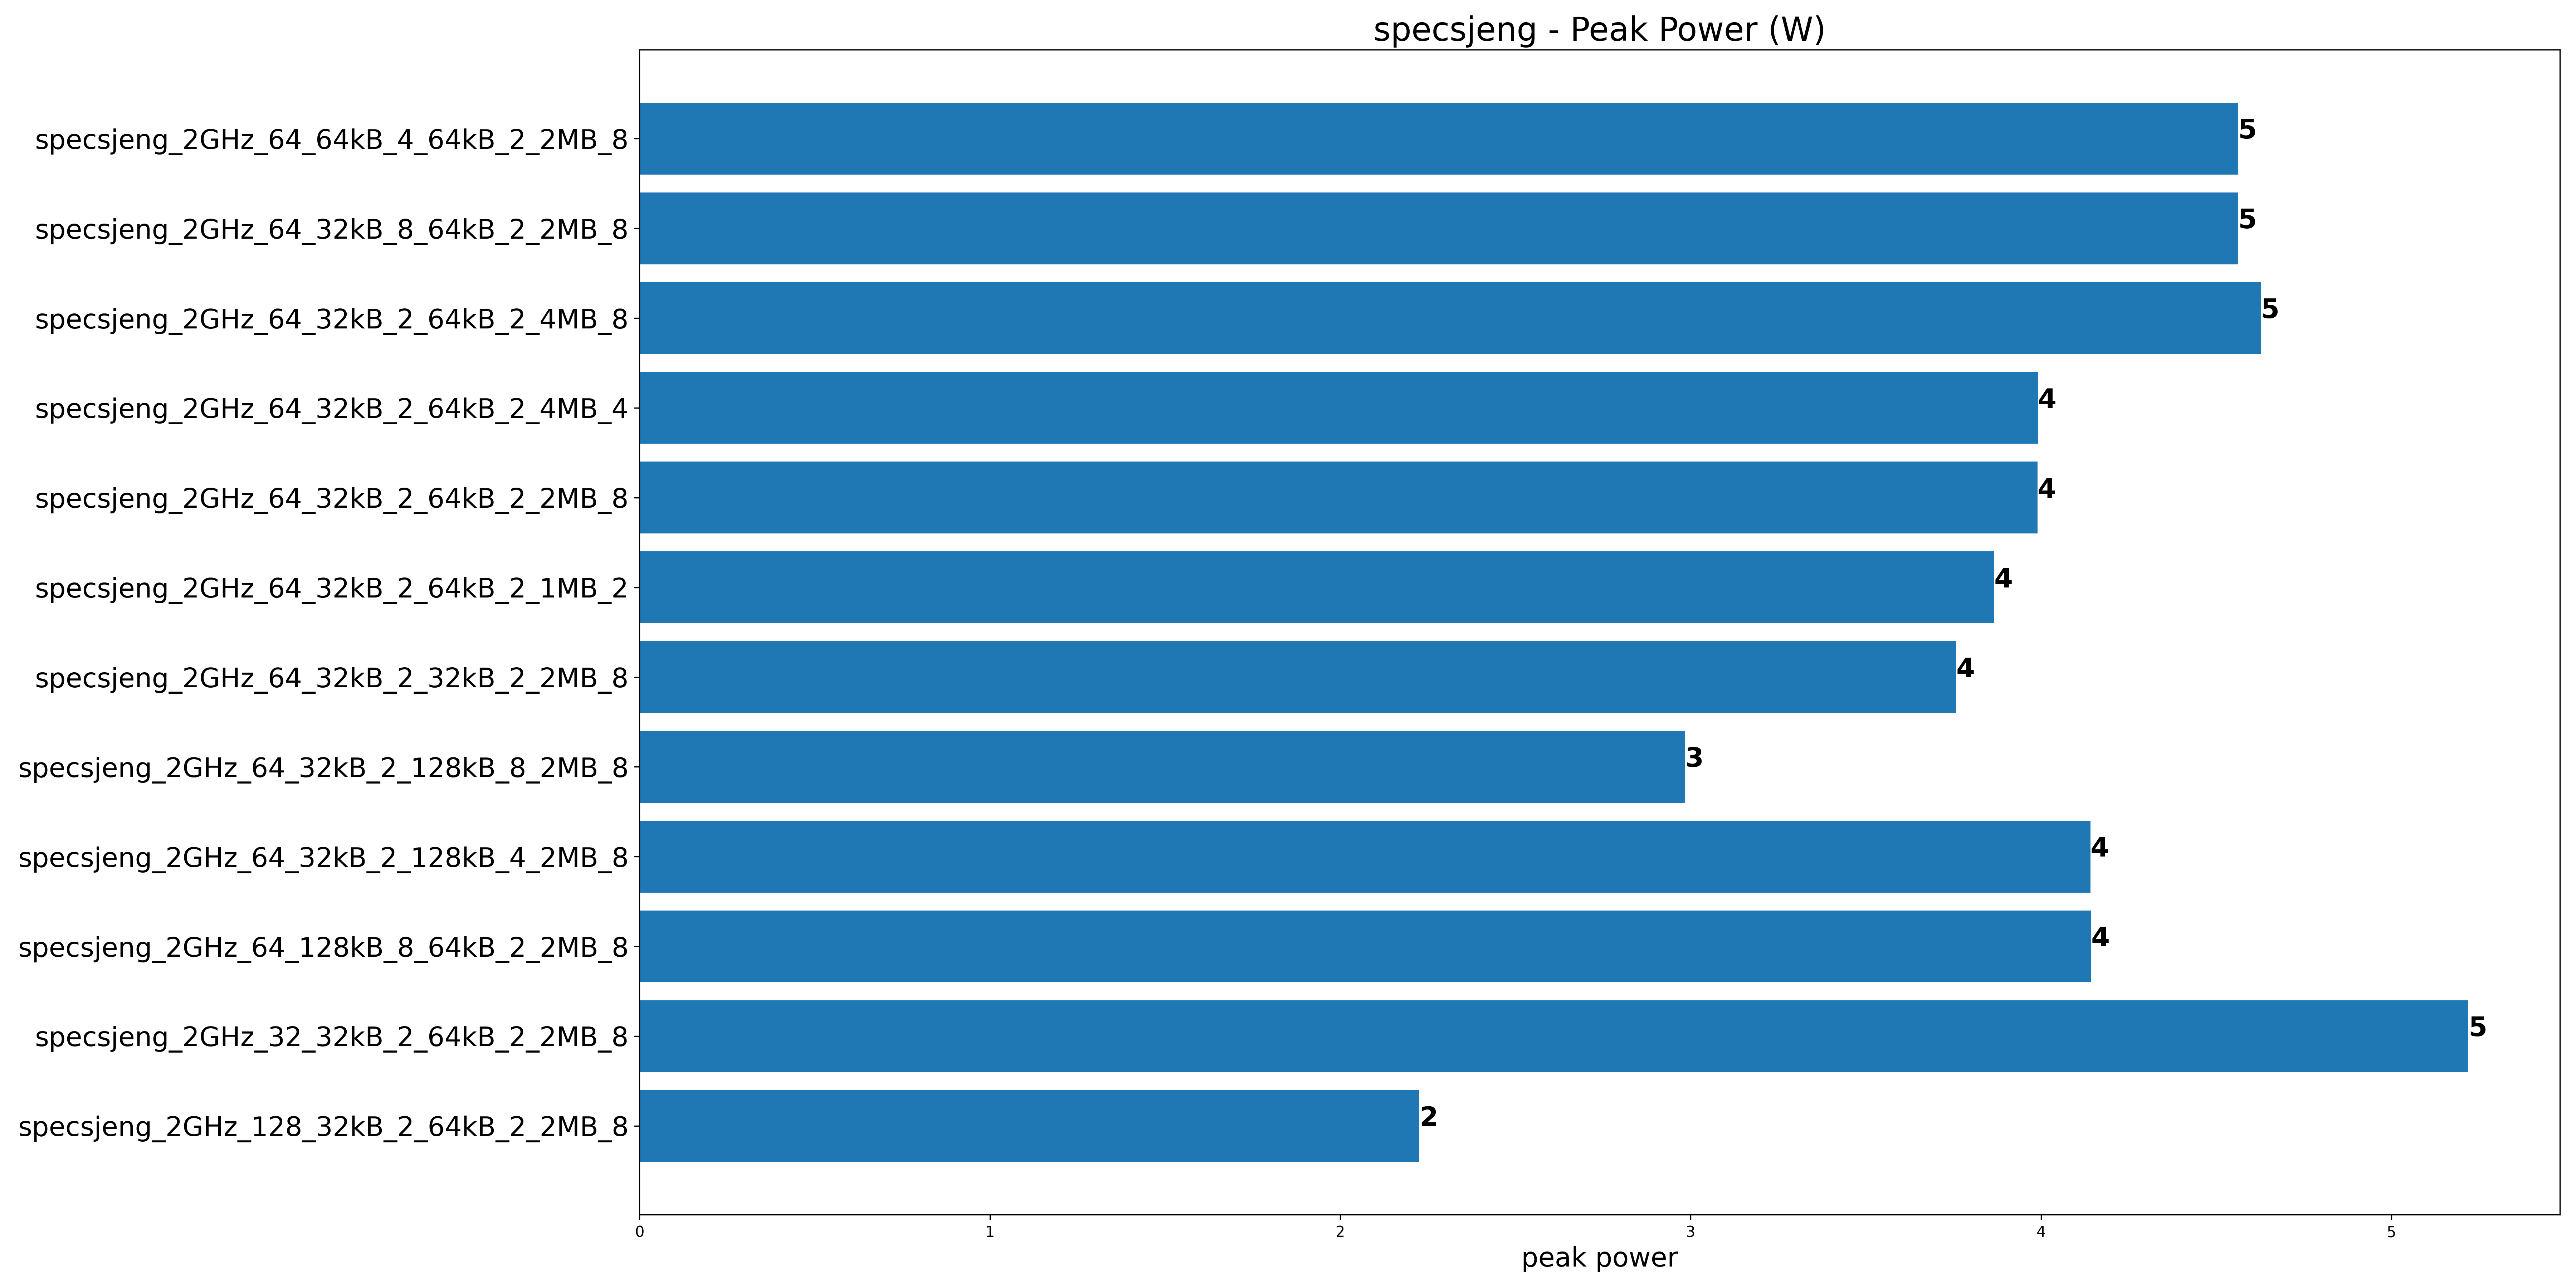 specsjeng - Peak Power (W)
specsjeng_2GHz_64_64kB_4_64kB_2_2MB_8 5
specsjeng_2GHz_64_32kB_8_64kB_2_2MB_8 5
specsjeng_2GHz_64_32kB_2_64kB_2_4MB_8 5
specsjeng_2GHz_64_32kB_2_64kB_2_4MB_4 4
specsjeng_2GHz_64_32kB_2_64kB_2_2MB_8 4
specsjeng_2GHz_64_32kB_2_64kB_2_1MB_2 4
specsjeng_2GHz_64_32kB_2_32kB_2_2MB_8 4
specsjeng_2GHz_64_32kB_2_128kB_8_2MB_8 3
specsjeng_2GHz_64_32kB_2_128kB_4_2MB_8 4
specsjeng_2GHz_64_128kB_8_64kB_2_2MB_8 4
specsjeng_2GHz_32_32kB_2_64kB_2_2MB_8 5
specsjeng_2GHz_128_32kB_2_64kB_2_2MB_8 2
0 1 2 3 4 5
peak power